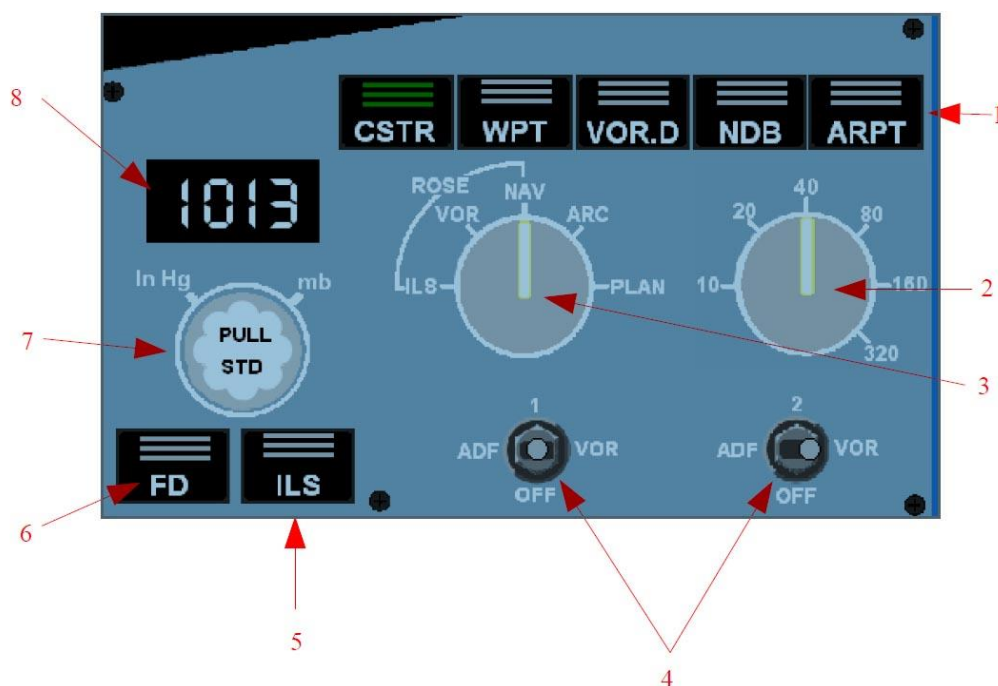 8
CSTR WPT VOR.D NDB ARPT
1
1013
ROSE
NAV
VOR
ARC
ILS
PLAN
40
20
80
10
160
320
2
In Hg
mb
PULL
STD
7
3
1
ADF
VOR
OFF
2
ADF
VOR
OFF
FD
ILS
6
5
4